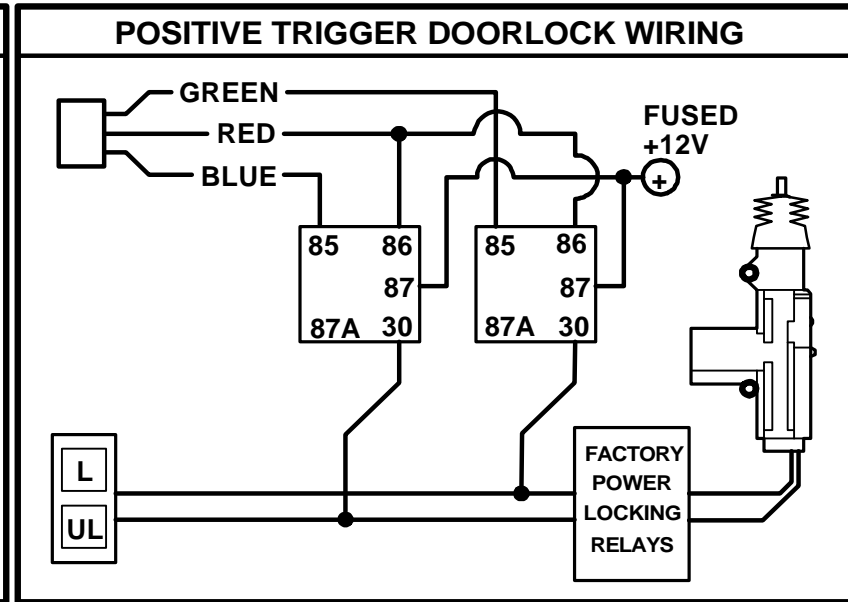 POSITIVE TRIGGER DOORLOCK WIRING
GREEN
RED
BLUE
FUSED
+12V
+
85 86
87
87A 30
85 86
87
87A 30
L
UL
FACTORY
POWER
LOCKING
RELAYS